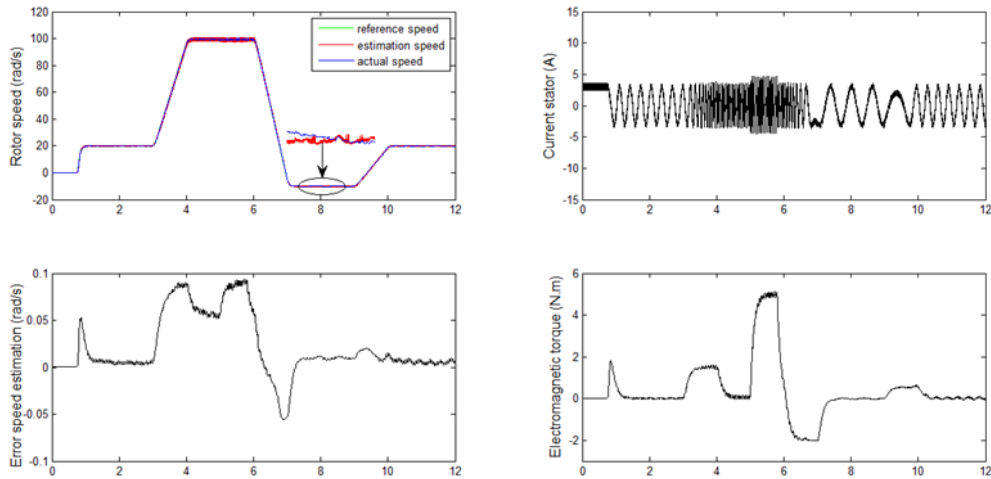 120
100
80
60
40
20
0
-20
Rotor speed (rad/s)
reference speed
estimation speed
actual speed
0 2 4 6 8 10 12
15
10
5
0
-5
-10
-15
Current stator (A)
0 2 4 6 8 10 12
0.1
0.05
0
-0.05
-0.1
Error speed estimation (rad/s)
0 2 4 6 8 10 12
6
4
2
0
-2
Electromagnetic torque (N.m)
0 2 4 6 8 10 12